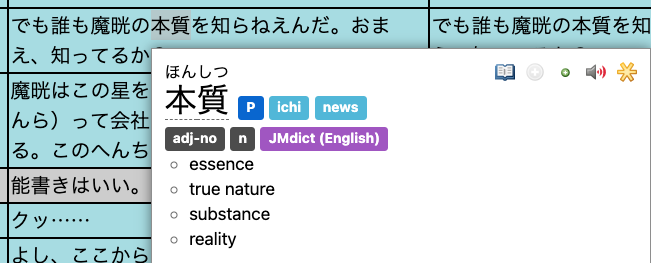 でも誰も魔晄の本質を知らねえんだ。おま
え、知ってるか
魔晄はこの星を
んら）って会社
る。このへんち
能書きはいい。
クッ……
よし、ここから
でも誰も魔晄の本質を知
ほんしつ
本質 P ichi news
adj-no n JMdict (English)
essence
true nature
substance
reality